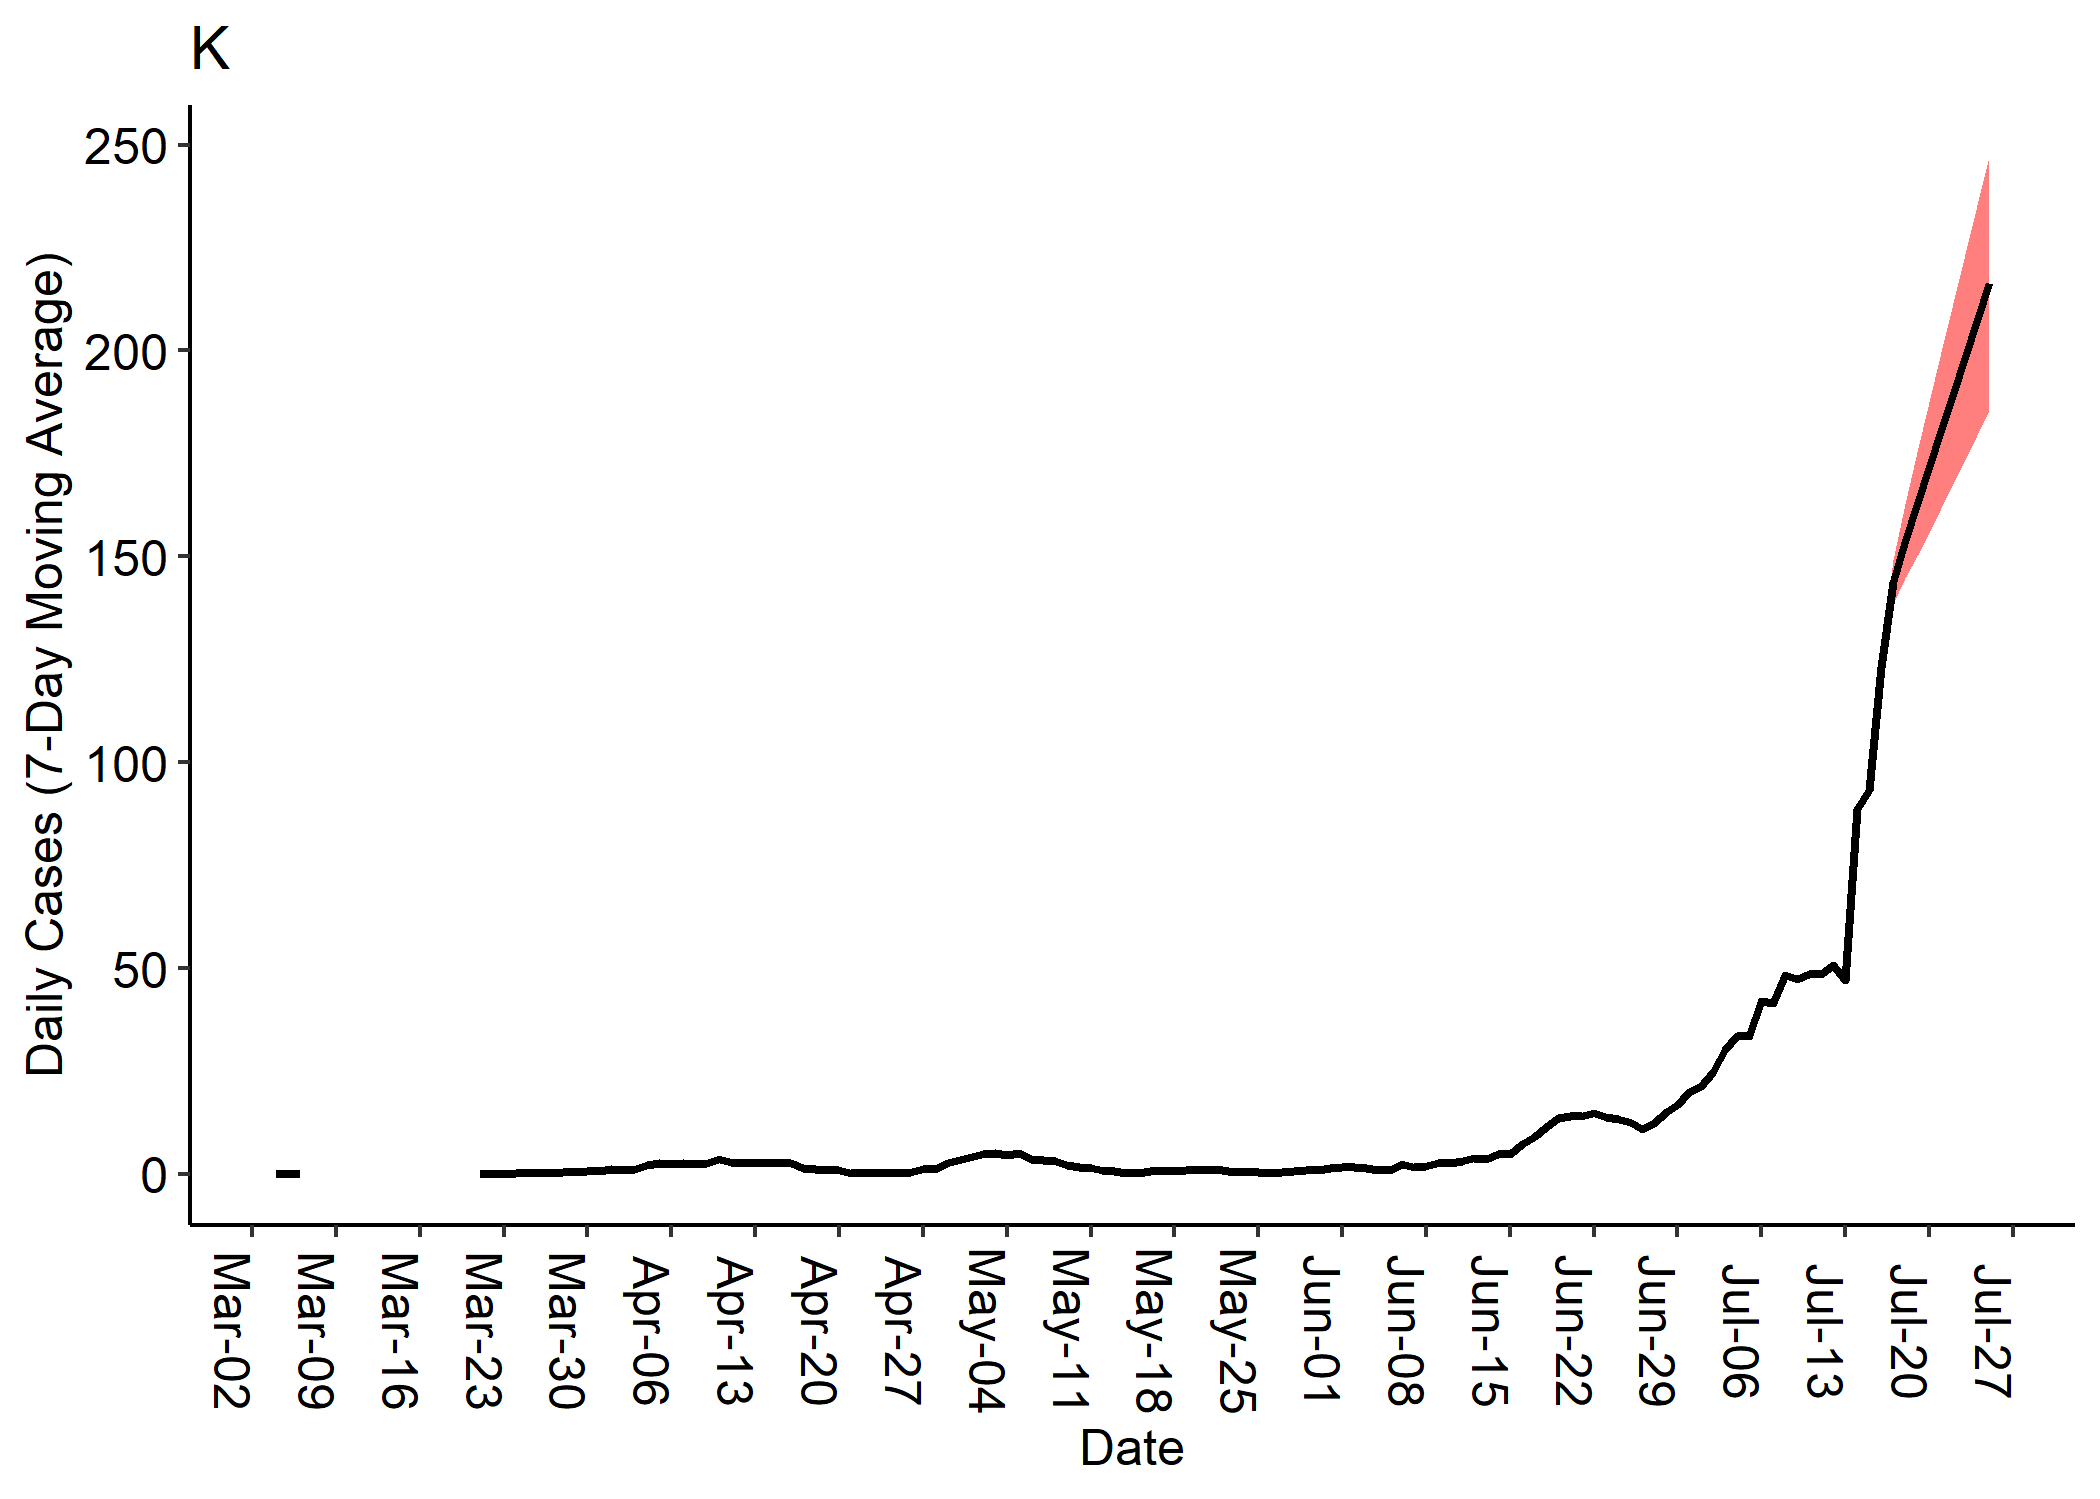 K
Daily Cases (7-Day Moving Average)
250
200
150
100
50
0
Mar-02
Mar-09
Mar-16
Mar-23
Mar-30
Apr-06
Apr-13
Apr-20
Apr-27
May-04
May-11
May-18
May-25
Jun-01
Jun-08
Jun-15
Jun-22
Jun-29
Jul-06
Jul-13
Jul-20
Jul-27
Date